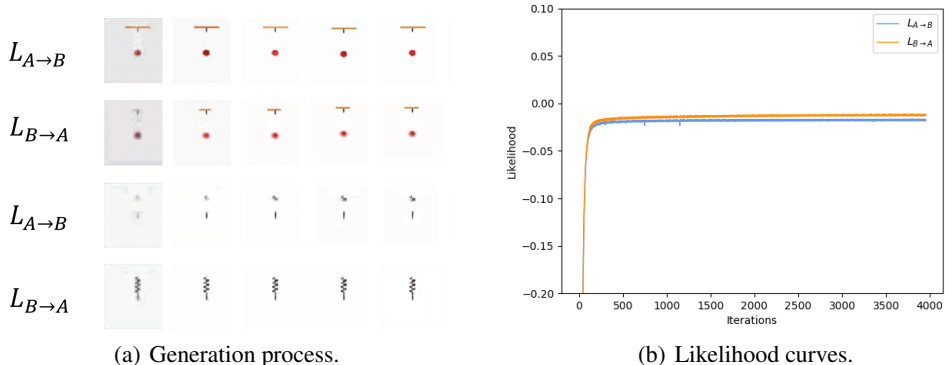 L_{A→B}
L_{B→A}
L_{A→B}
L_{B→A}
(a) Generation process.
0.10
0.05
0.00
−0.05
−0.10
−0.15
−0.20
Likelihood
L_{A→B}
L_{B→A}
0 500 1000 1500 2000 2500 3000 3500 4000
Iterations
(b) Likelihood curves.